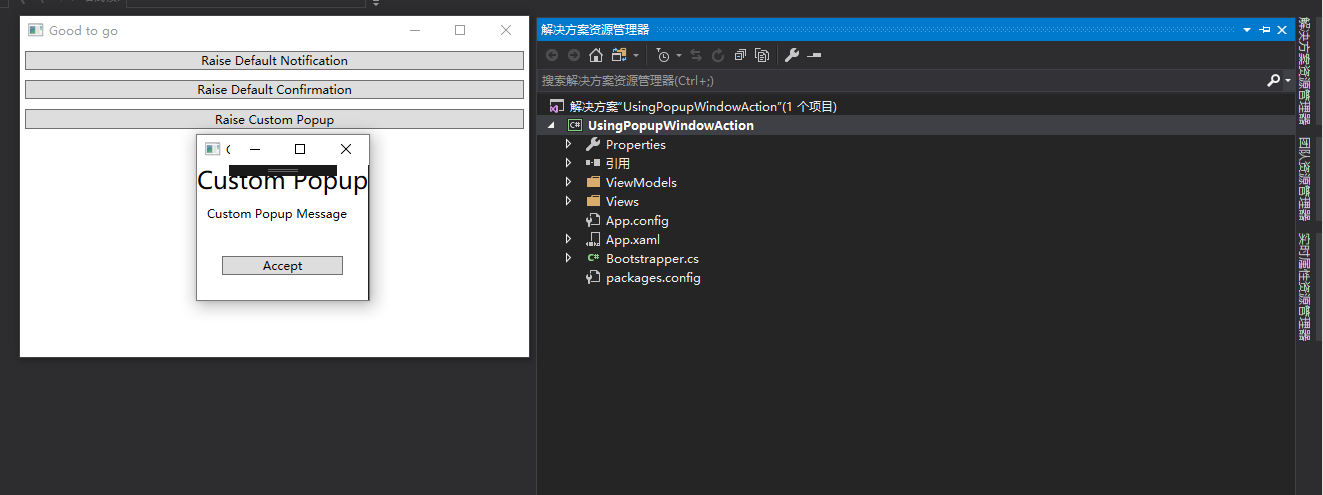 Good to go
Raise Default Notification
Raise Default Confirmation
Raise Custom Popup
Custom Popup
Custom Popup Message
Accept
解决方案资源管理器
搜索解决方案资源管理器(Ctrl+;)
解决方案"UsingPopupWindowAction"(1 个项目)
UsingPopupWindowAction
Properties
引用
ViewModels
Views
App.config
App.xaml
Bootstrapper.cs
packages.config
解决方案资源管理器
团队资源管理器
实时属性资源管理器